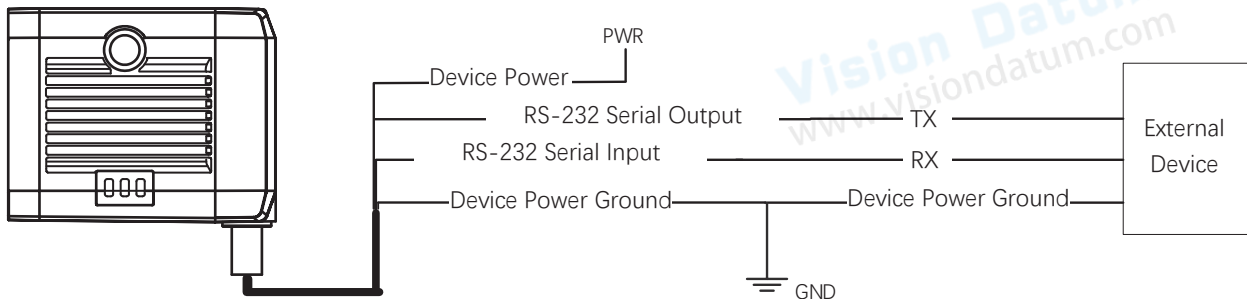 PWR
Device Power
RS-232 Serial Output
TX
RS-232 Serial Input
RX
Device Power Ground
Device Power Ground
GND
External
Device
Vision Datum
www.visiondatum.com